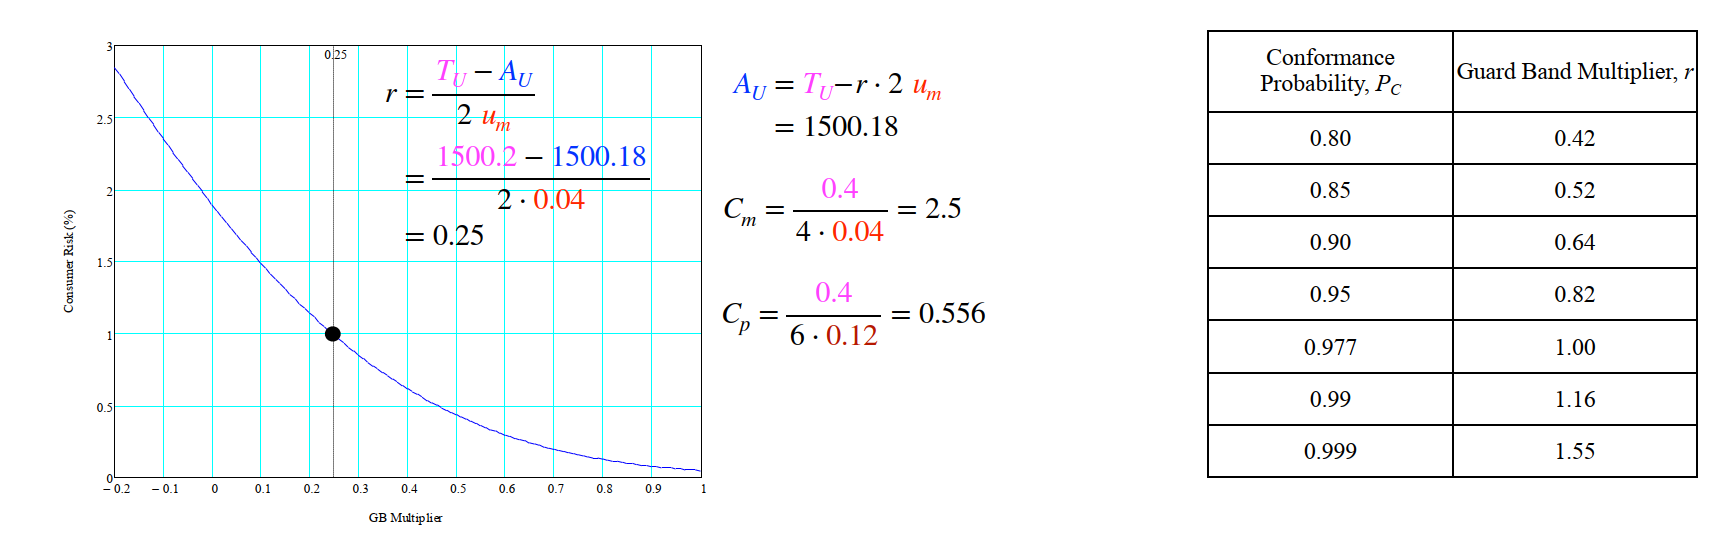 3
2.5
2
1.5
1
0.5
0
Consumer Risk (%)
0.25
− 0.2 − 0.1 0 0.1 0.2 0.3 0.4 0.5 0.6 0.7 0.8 0.9 1
GB Multiplier
r = (T_U − A_U) / (2 u_m)
= (1500.2 − 1500.18) / (2 · 0.04)
= 0.25
A_U = T_U − r · 2 u_m
= 1500.18
C_m = 0.4 / (4 · 0.04) = 2.5
C_p = 0.4 / (6 · 0.12) = 0.556
Conformance
Probability, P_C
Guard Band Multiplier, r
0.80 0.42
0.85 0.52
0.90 0.64
0.95 0.82
0.977 1.00
0.99 1.16
0.999 1.55